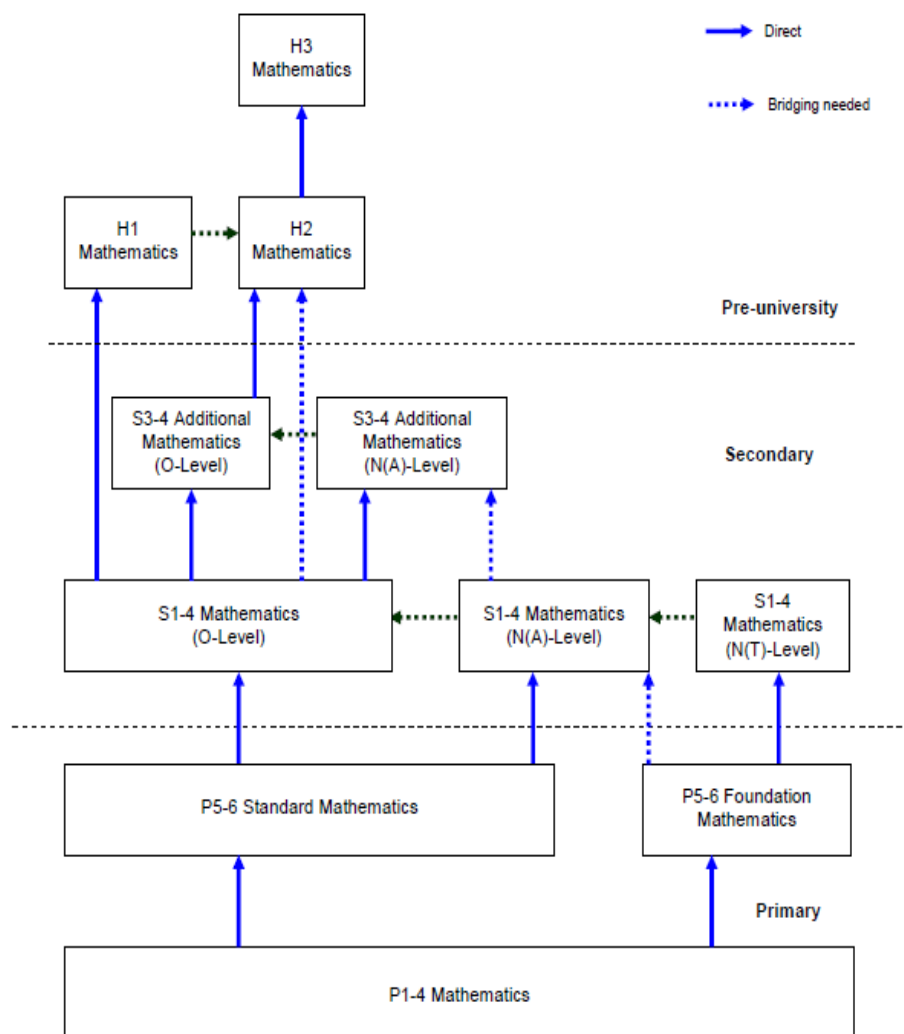 H3
Mathematics
Direct
Bridging needed
H1
Mathematics
H2
Mathematics
Pre-university
S3-4 Additional
Mathematics
(O-Level)
S3-4 Additional
Mathematics
(N(A)-Level)
Secondary
S1-4 Mathematics
(O-Level)
S1-4 Mathematics
(N(A)-Level)
S1-4
Mathematics
(N(T)-Level)
P5-6 Standard Mathematics
P5-6 Foundation
Mathematics
Primary
P1-4 Mathematics